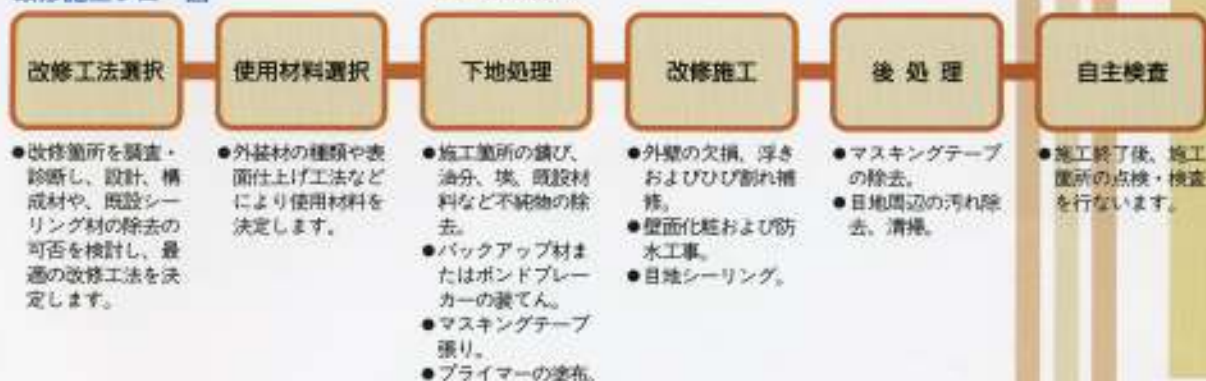 改修工法選択
使用材料選択
下地処理
改修施工
後 処 理
自主検査
●改修箇所を調査・
診断し、設計、構
成材や、既設シー
リング材の除去の
可否を検討し、最
適の改修工法を決
定します。
●外装材の種類や表
面仕上げ工法など
により使用材料を
決定します。
●施工箇所の錆び、
油分、埃、既設材
料など不純物の除
去。
●バックアップ材ま
たはボンドブレー
カーの装てん。
●マスキングテープ
張り。
●プライマーの塗布。
●外壁の欠損、浮き
およびひび割れ補
修。
●壁面化粧および防
水工事。
●目地シーリング。
●マスキングテープ
の除去。
●目地周辺の汚れ除
去、清掃。
●施工終了後、施工
箇所の点検・検査
を行ないます。